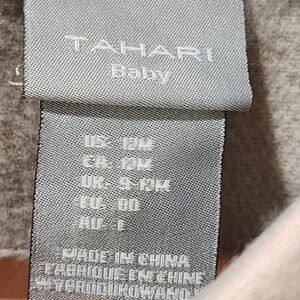 TAHARI
Baby
US: 12M
CA: 12M
UK: 9-12M
EU: 80
AU: 1
MADE IN CHINA
FABRIQUE EN CHINE
WYPRODUKOWANO